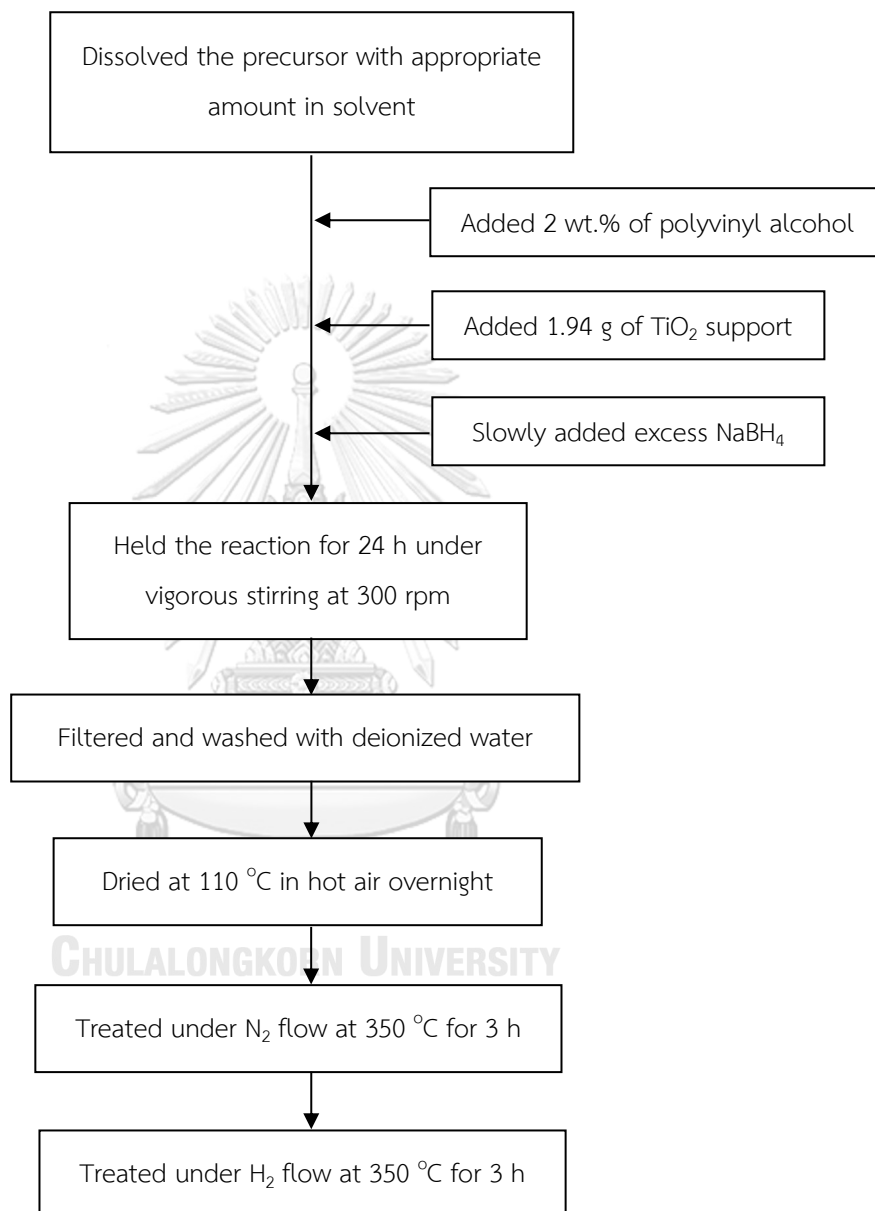 Dissolved the precursor with appropriate
amount in solvent
Added 2 wt.% of polyvinyl alcohol
Added 1.94 g of TiO₂ support
Slowly added excess NaBH₄
Held the reaction for 24 h under
vigorous stirring at 300 rpm
Filtered and washed with deionized water
Dried at 110 °C in hot air overnight
CHULALONGKORN UNIVERSITY
Treated under N₂ flow at 350 °C for 3 h
Treated under H₂ flow at 350 °C for 3 h